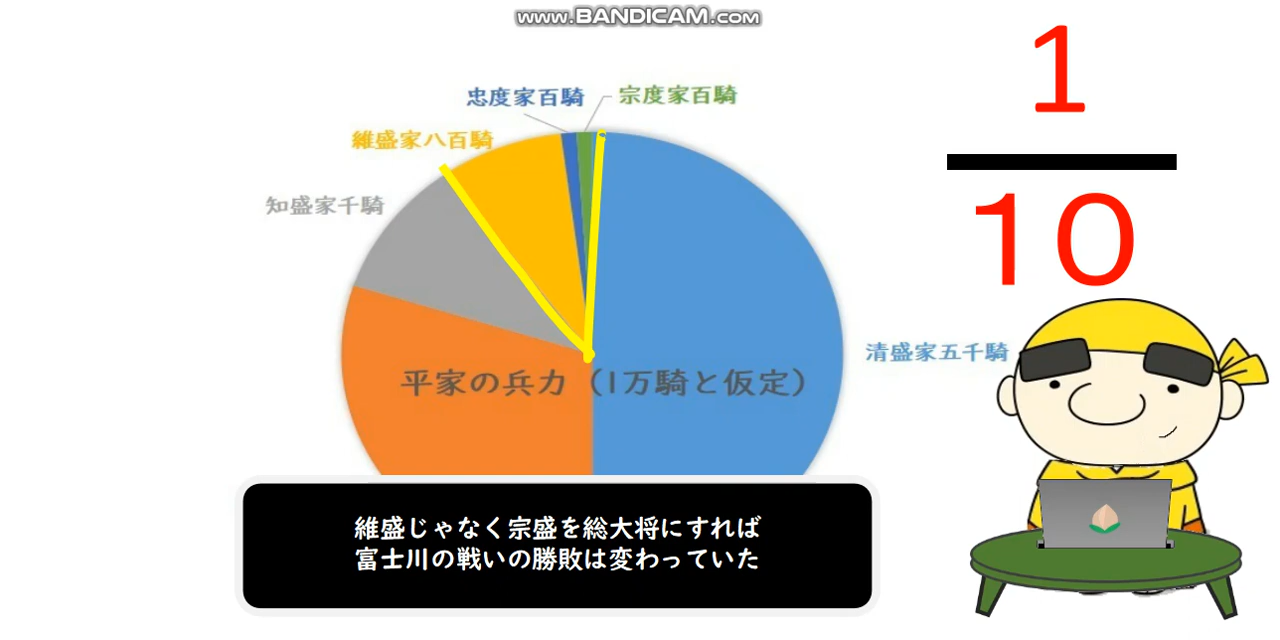 www.BANDICAM.com
1
10
忠度家百騎
宗度家百騎
維盛家八百騎
知盛家千騎
清盛家五千騎
平家の兵力（1万騎と仮定）
維盛じゃなく宗盛を総大将にすれば
富士川の戦いの勝敗は変わっていた